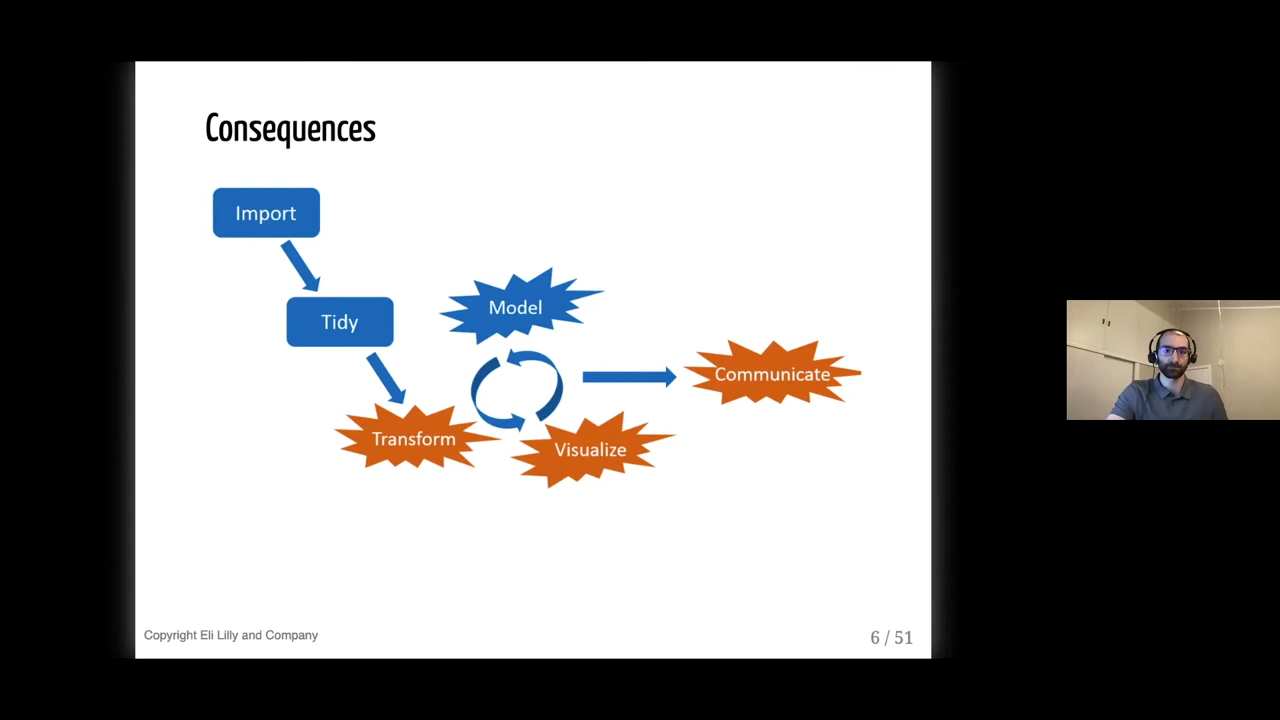 Consequences
Import
Tidy
Model
Transform
Visualize
Communicate
Copyright Eli Lilly and Company
6 / 51